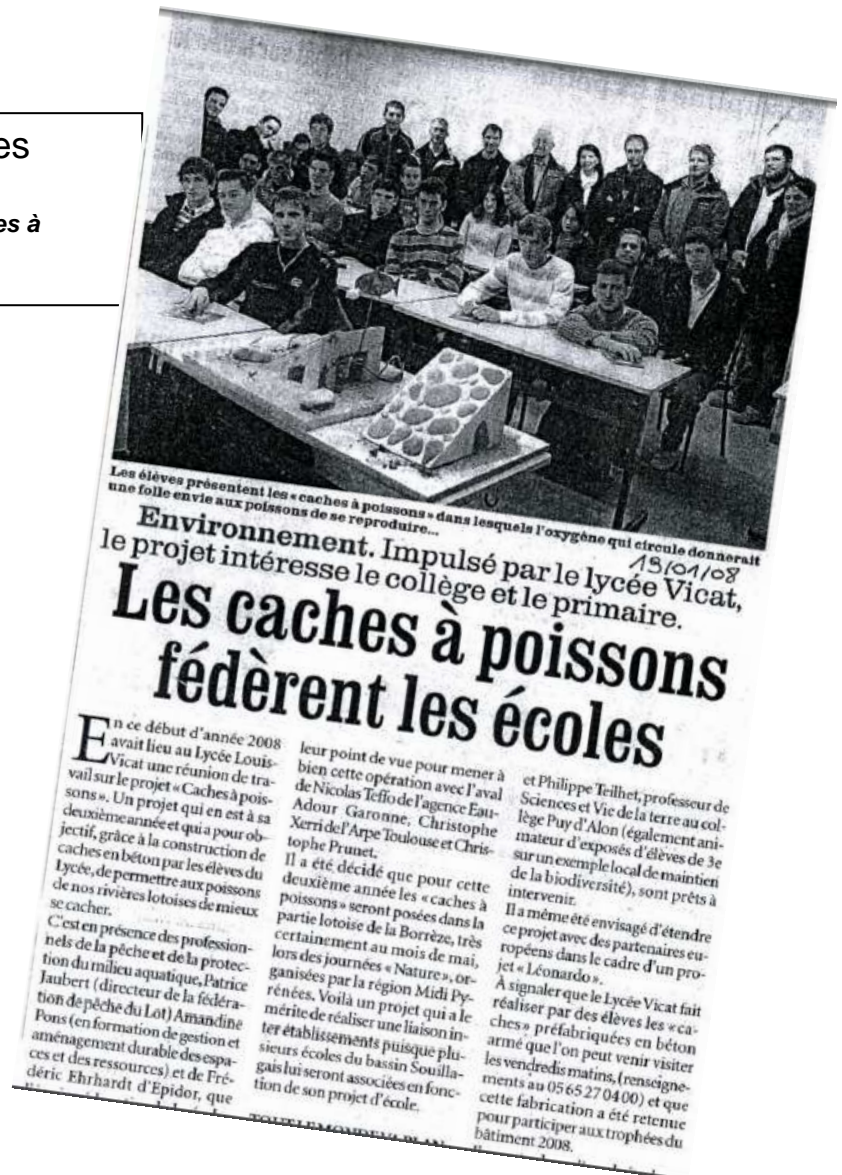 es
es à
Les élèves présentent les « caches à poissons » dans lesquels l'oxygène qui circule donnerait
une folle envie aux poissons de se reproduire...
19/01/08
Environnement. Impulsé par le lycée Vicat,
le projet intéresse le collège et le primaire.
Les caches à poissons
fédèrent les écoles
En ce début d'année 2008
avait lieu au Lycée Louis-
Vicat une réunion de tra-
vail sur le projet « Caches à pois-
sons ». Un projet qui en est à sa
deuxième année et qui a pour ob-
jectif, grâce à la construction de
caches en béton par les élèves du
Lycée, de permettre aux poissons
de nos rivières lotoises de mieux
se cacher.
C'est en présence des profession-
nels de la pêche et de la protec-
tion du milieu aquatique, Patrice
Jaubert (directeur de la fédéra-
tion de pêche du Lot) Amandine
Pons (en formation de gestion et
aménagement durable des espa-
ces et des ressources) et de Fré-
déric Ehrhardt d'Epidor, que
leur point de vue pour mener à
bien cette opération avec l'aval
de Nicolas Teffo de l'agence Eau-
Adour Garonne, Christophe
Xerri de l'Arpe Toulouse et Chris-
tophe Prunet.
Il a été décidé que pour cette
deuxième année les « caches à
poissons » seront posées dans la
partie lotoise de la Borrèze, très
certainement au mois de mai,
lors des journées « Nature », or-
ganisées par la région Midi Py-
rénées. Voilà un projet qui a le
mérite de réaliser une liaison in-
ter établissements puisque plu-
sieurs écoles du bassin Souilla-
gais lui seront associées en fonc-
tion de son projet d'école.
et Philippe Teilhet, professeur de
Sciences et Vie de la terre au col-
lège Puy d'Alon (également ani-
mateur d'exposés d'élèves de 3e
sur un exemple local de maintien
de la biodiversité), sont prêts à
intervenir.
Il a même été envisagé d'étendre
ce projet avec des partenaires eu-
ropéens dans le cadre d'un pro-
jet « Léonardo ».
À signaler que le Lycée Vicat fait
réaliser par des élèves les « ca-
ches » préfabriquées en béton
armé que l'on peut venir visiter
les vendredis matins, (renseigne-
ments au 05 65 27 04 00) et que
cette fabrication a été retenue
pour participer aux trophées du
bâtiment 2008.